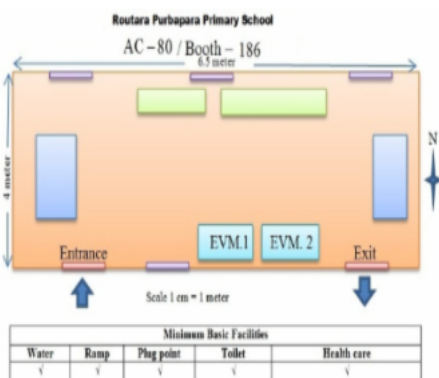 Routara Purbapara Primary School
AC – 80 / Booth – 186
6.5 meter
4 meter
N
EVM.1 EVM. 2
Entrance Exit
Scale 1 cm = 1 meter
Minimum Basic Facilities
Water Ramp Plug point Toilet Health care
√ √ √ √ √